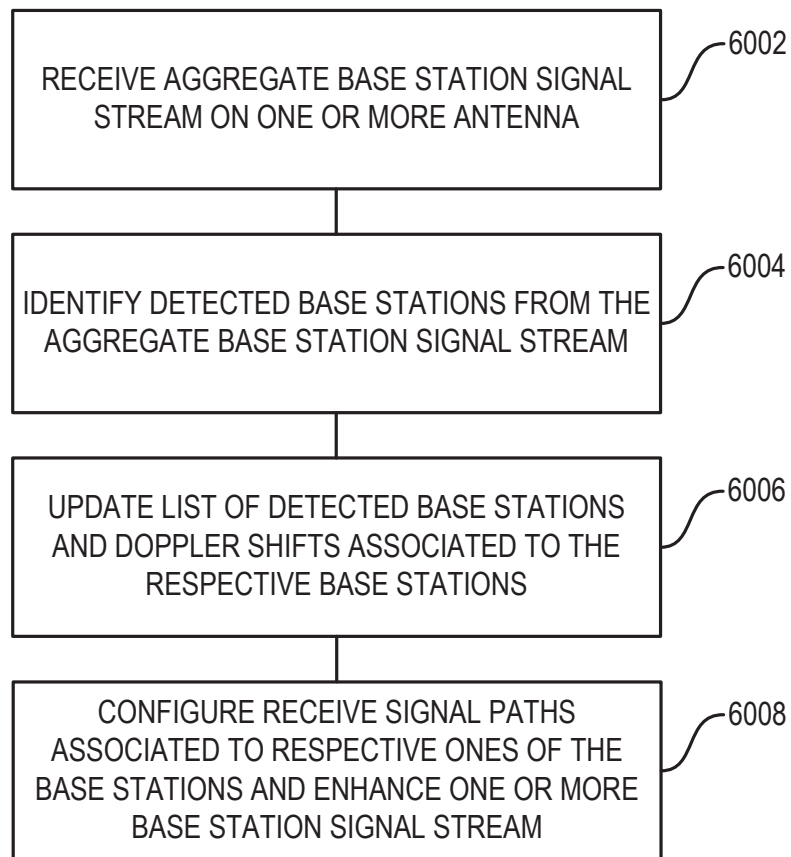 RECEIVE AGGREGATE BASE STATION SIGNAL
STREAM ON ONE OR MORE ANTENNA
6002
IDENTIFY DETECTED BASE STATIONS FROM THE
AGGREGATE BASE STATION SIGNAL STREAM
6004
UPDATE LIST OF DETECTED BASE STATIONS
AND DOPPLER SHIFTS ASSOCIATED TO THE
RESPECTIVE BASE STATIONS
6006
CONFIGURE RECEIVE SIGNAL PATHS
ASSOCIATED TO RESPECTIVE ONES OF THE
BASE STATIONS AND ENHANCE ONE OR MORE
BASE STATION SIGNAL STREAM
6008